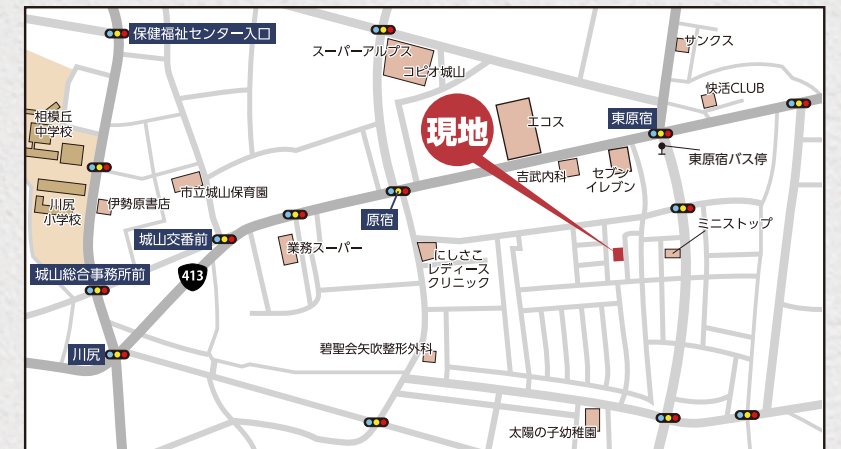 保健福祉センター入口
スーパーアルプス
コピオ城山
サンクス
快活CLUB
相模丘
中学校
現地
エコス
東原宿
東原宿バス停
吉武内科
セブン
イレブン
市立城山保育園
伊勢原書店
川尻
小学校
原宿
ミニストップ
城山交番前
業務スーパー
にしさこ
レディース
クリニック
城山総合事務所前
413
川尻
碧聖会矢吹整形外科
太陽の子幼稚園